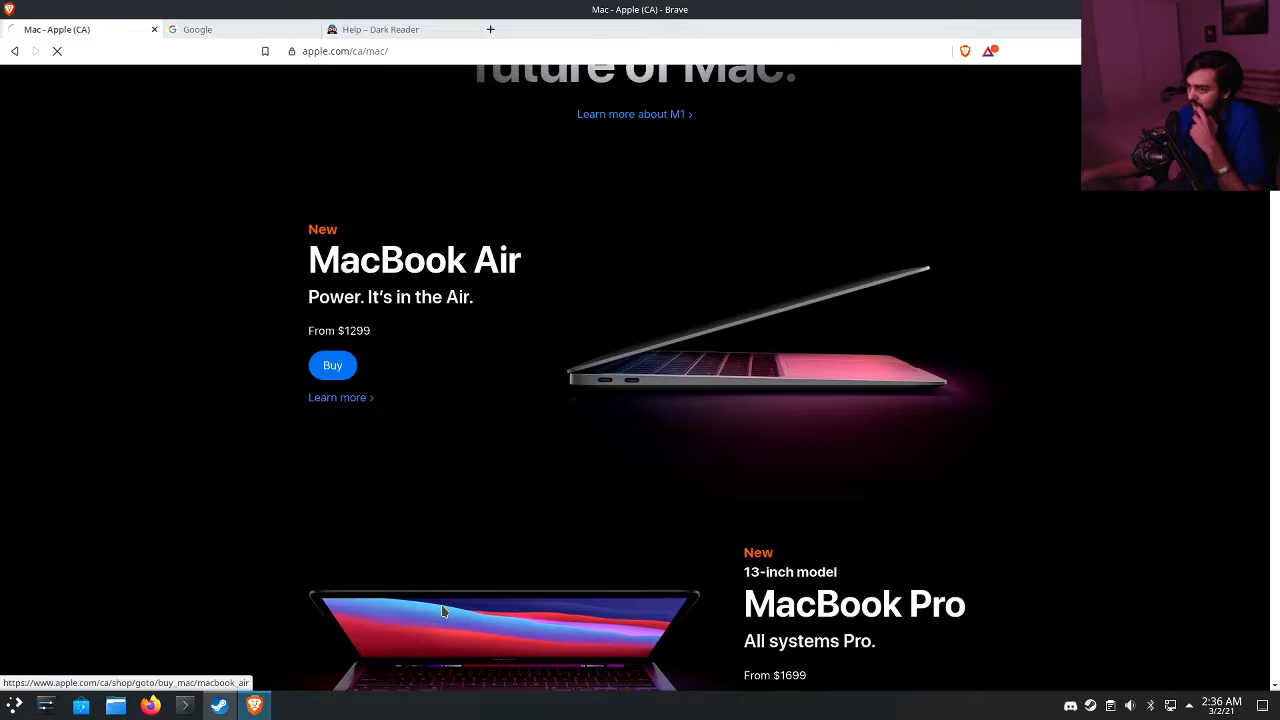 Mac - Apple (CA) - Brave
Mac - Apple (CA)
Google
Help – Dark Reader
apple.com/ca/mac/
future of Mac.
Learn more about M1 ›
New
MacBook Air
Power. It's in the Air.
From $1299
Buy
Learn more ›
New
13-inch model
MacBook Pro
All systems Pro.
From $1699
https://www.apple.com/ca/shop/goto/buy_mac/macbook_air
2:36 AM
3/2/21